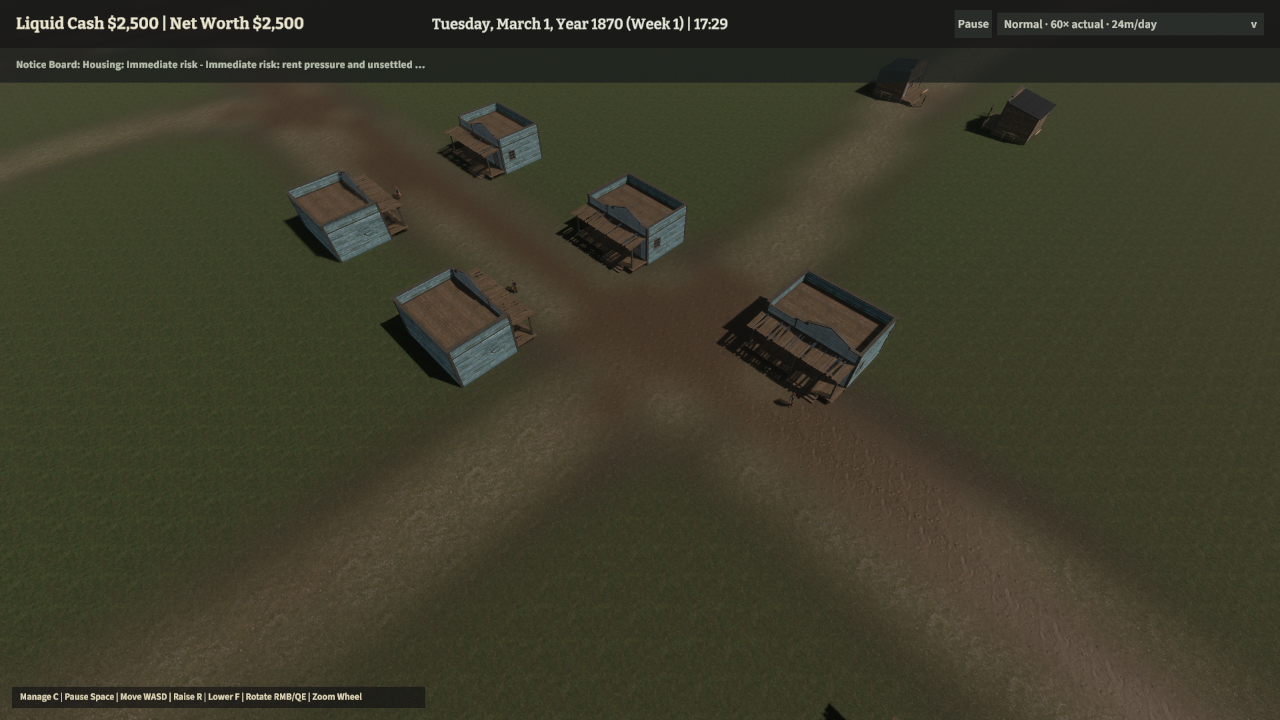 Liquid Cash $2,500 | Net Worth $2,500
Tuesday, March 1, Year 1870 (Week 1) | 17:29
Pause
Normal · 60× actual · 24m/day
v
Notice Board: Housing: Immediate risk - Immediate risk: rent pressure and unsettled ...
Manage C | Pause Space | Move WASD | Raise R | Lower F | Rotate RMB/QE | Zoom Wheel